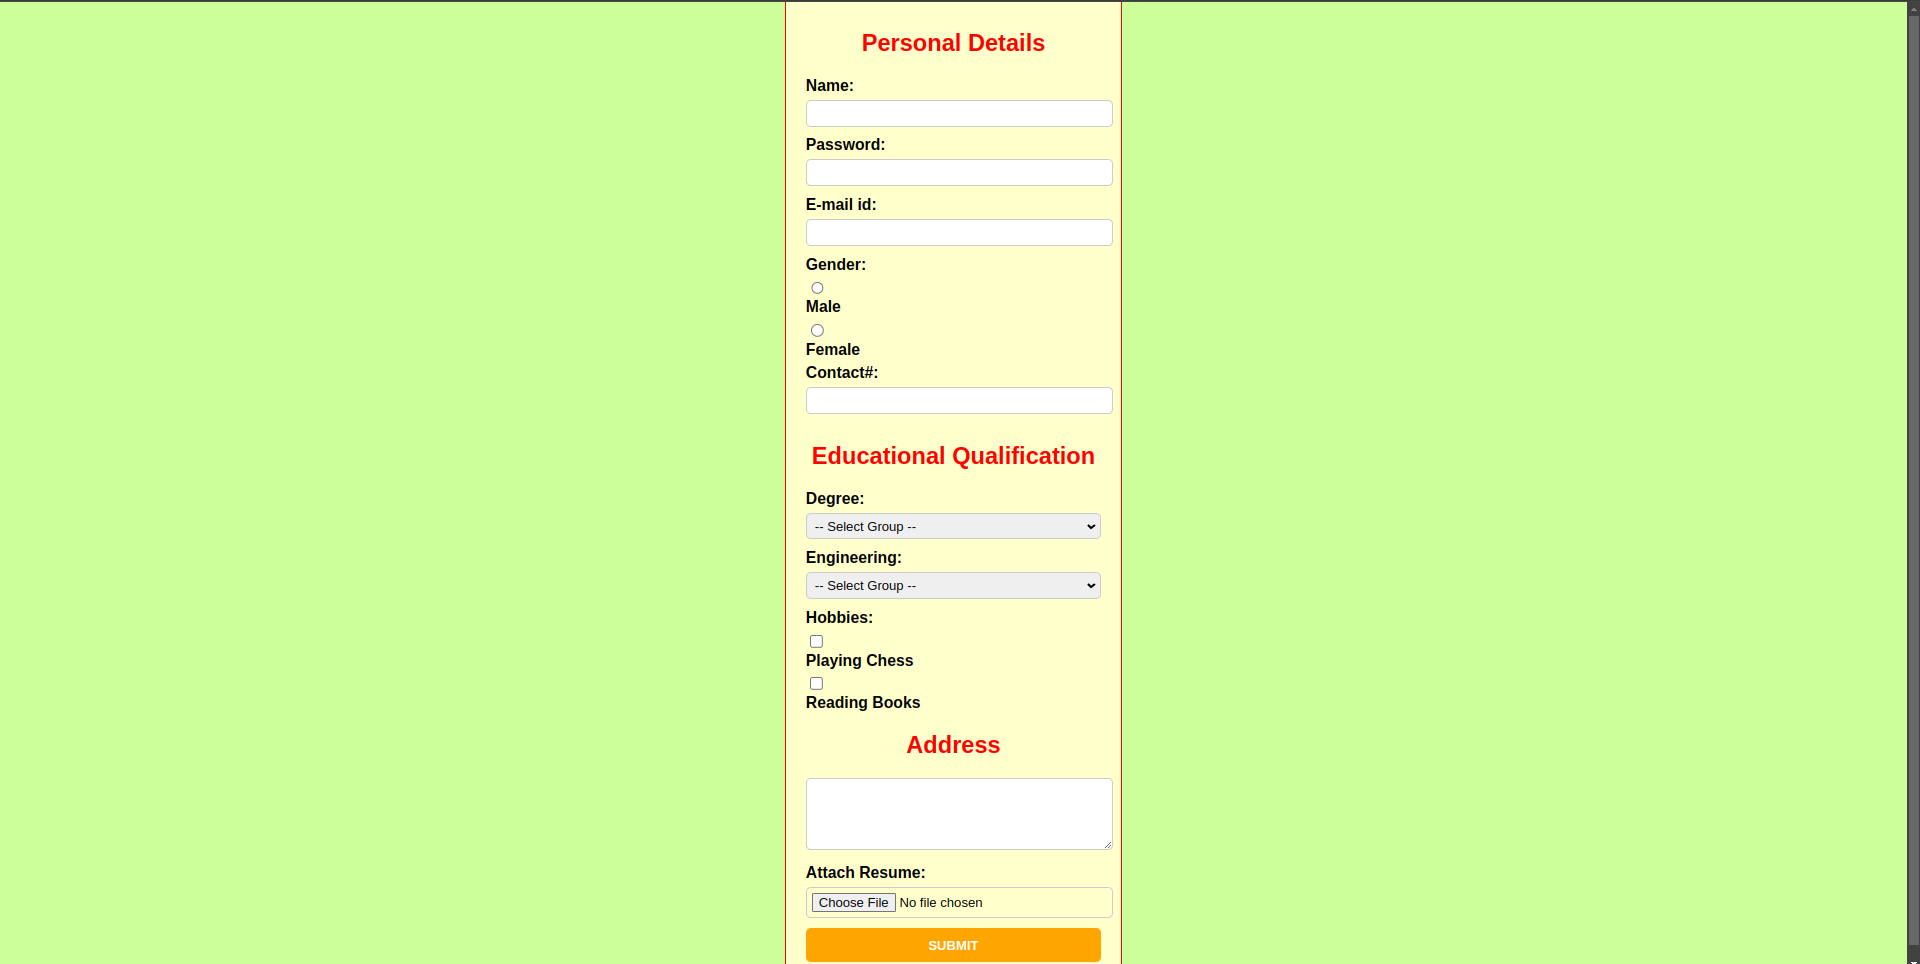 Personal Details
Name:
Password:
E-mail id:
Gender:
Male
Female
Contact#:
Educational Qualification
Degree:
-- Select Group --
Engineering:
-- Select Group --
Hobbies:
Playing Chess
Reading Books
Address
Attach Resume:
Choose File No file chosen
SUBMIT